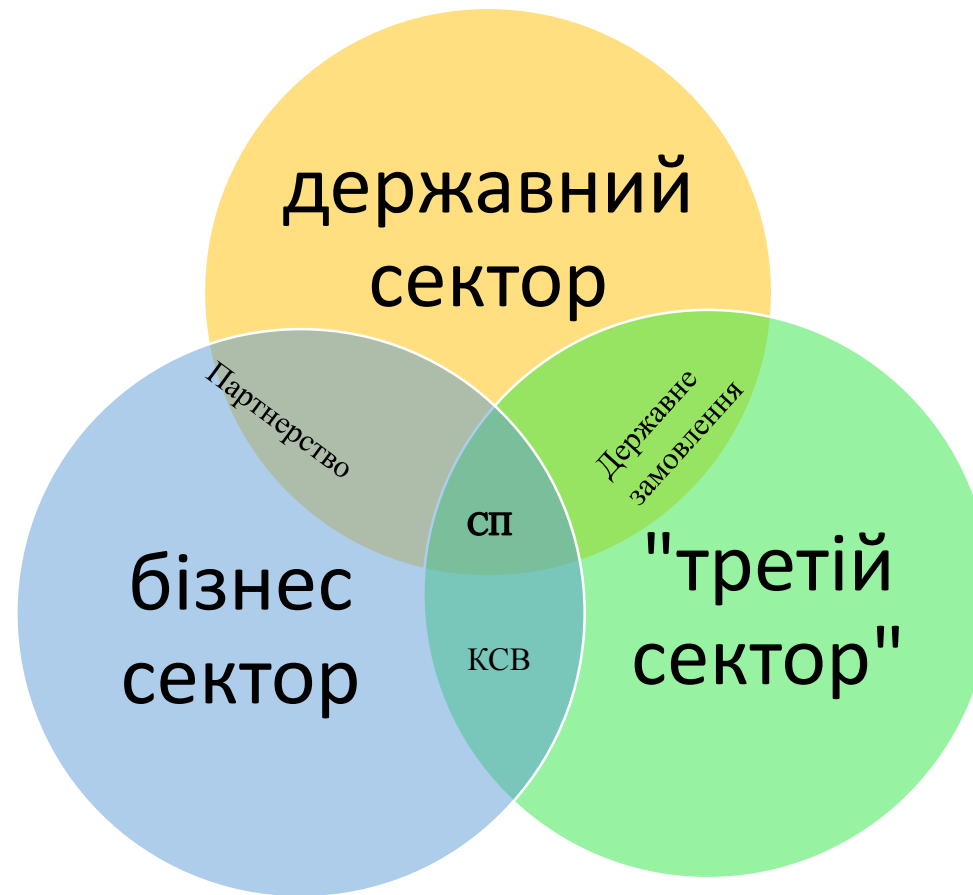 державний
сектор
Партнерство
Державне
замовлення
СП
бізнес
сектор
КСВ
"третій
сектор"